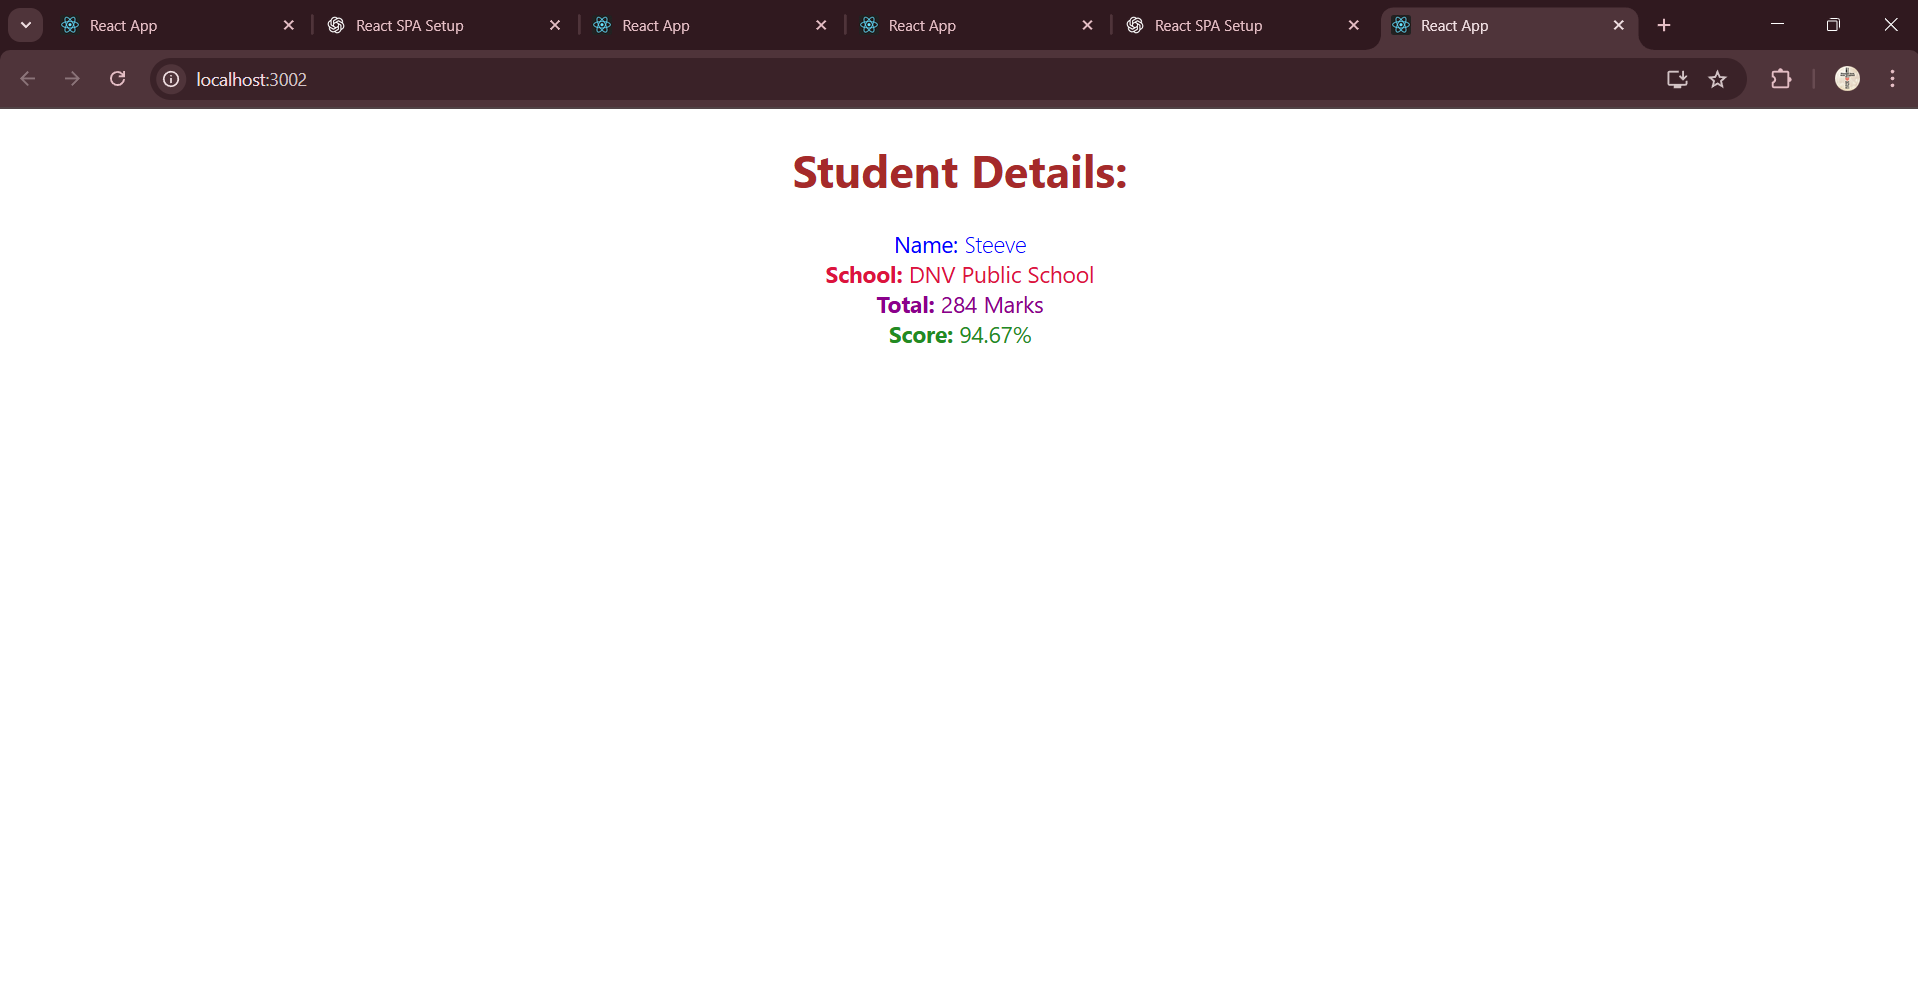 React App
React SPA Setup
React App
React App
React SPA Setup
React App
localhost:3002
Student Details:
Name: Steeve
School: DNV Public School
Total: 284 Marks
Score: 94.67%